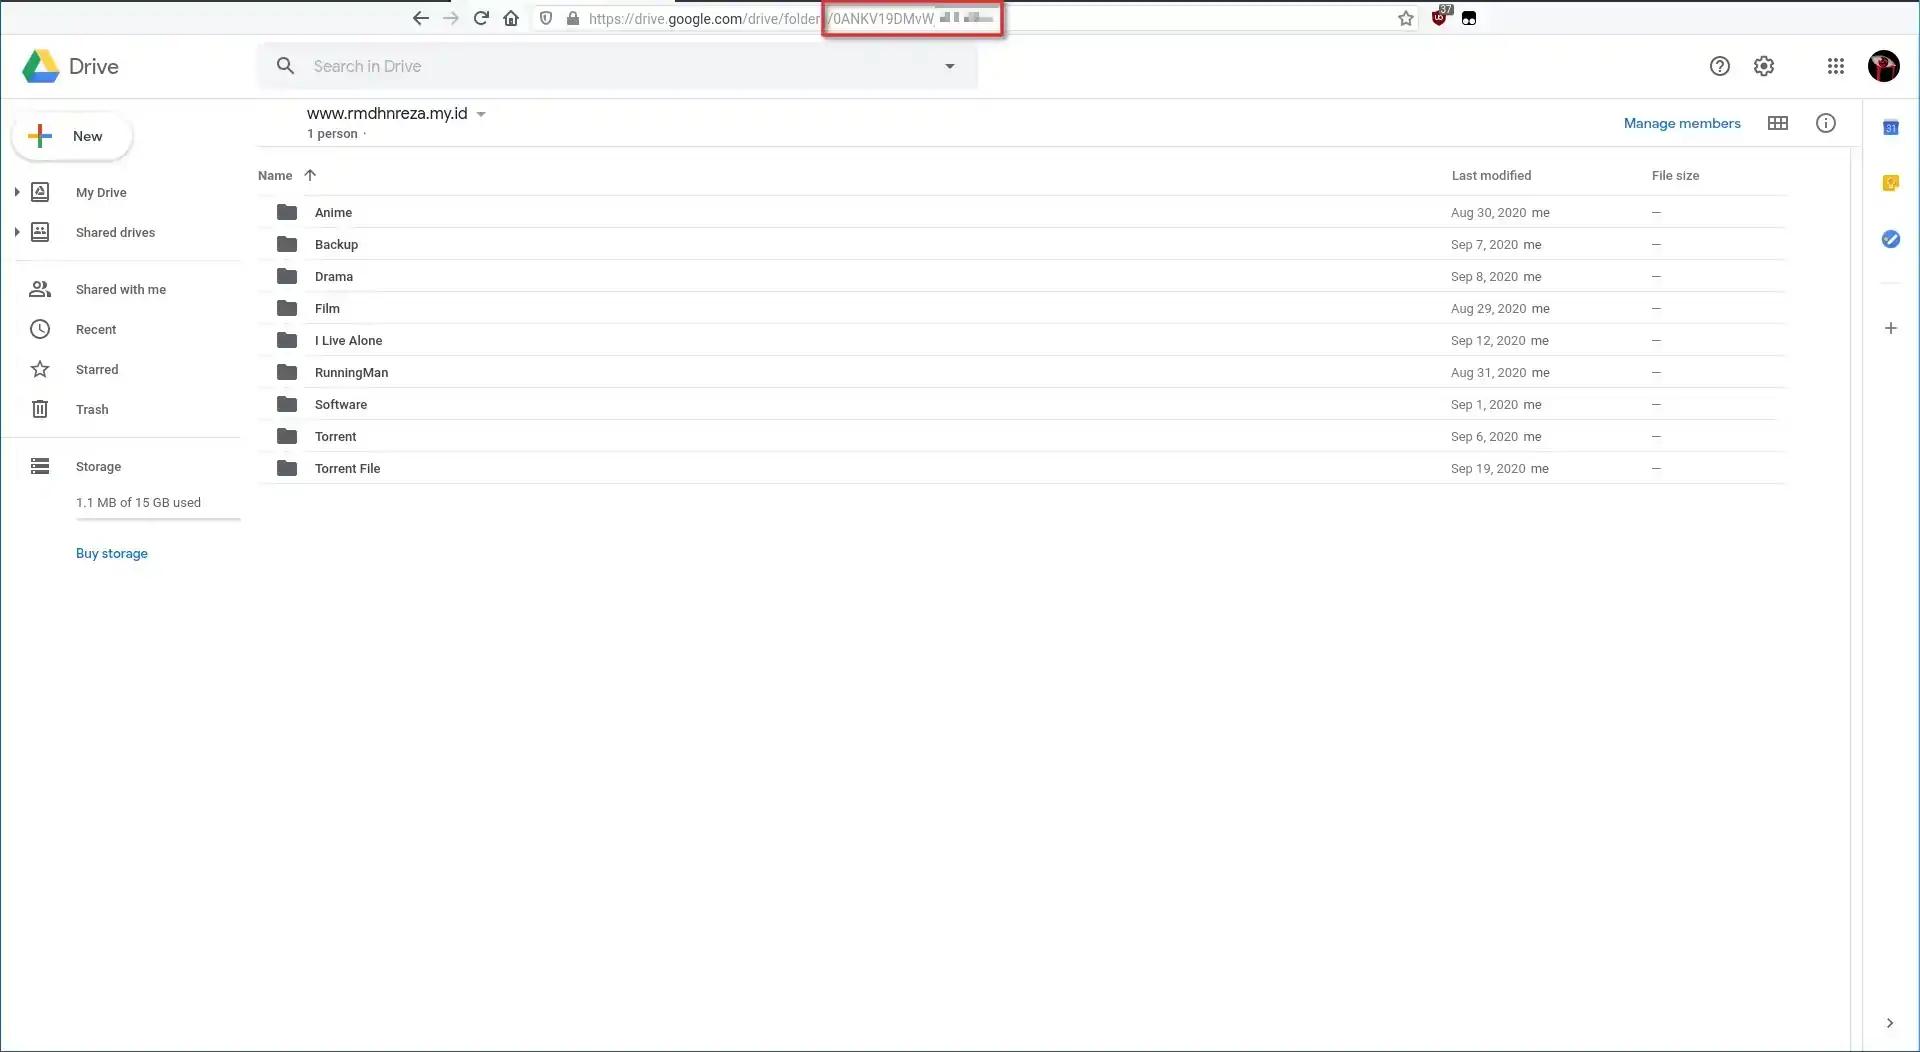 https://drive.google.com/drive/folder /0ANKV19DMvW
37
Drive
Search in Drive
New
www.rmdhnreza.my.id
1 person ·
Manage members
31
My Drive
Shared drives
Shared with me
Recent
Starred
Trash
Storage
1.1 MB of 15 GB used
Buy storage
Name Last modified File size
Anime Aug 30, 2020 me —
Backup Sep 7, 2020 me —
Drama Sep 8, 2020 me —
Film Aug 29, 2020 me —
I Live Alone Sep 12, 2020 me —
RunningMan Aug 31, 2020 me —
Software Sep 1, 2020 me —
Torrent Sep 6, 2020 me —
Torrent File Sep 19, 2020 me —